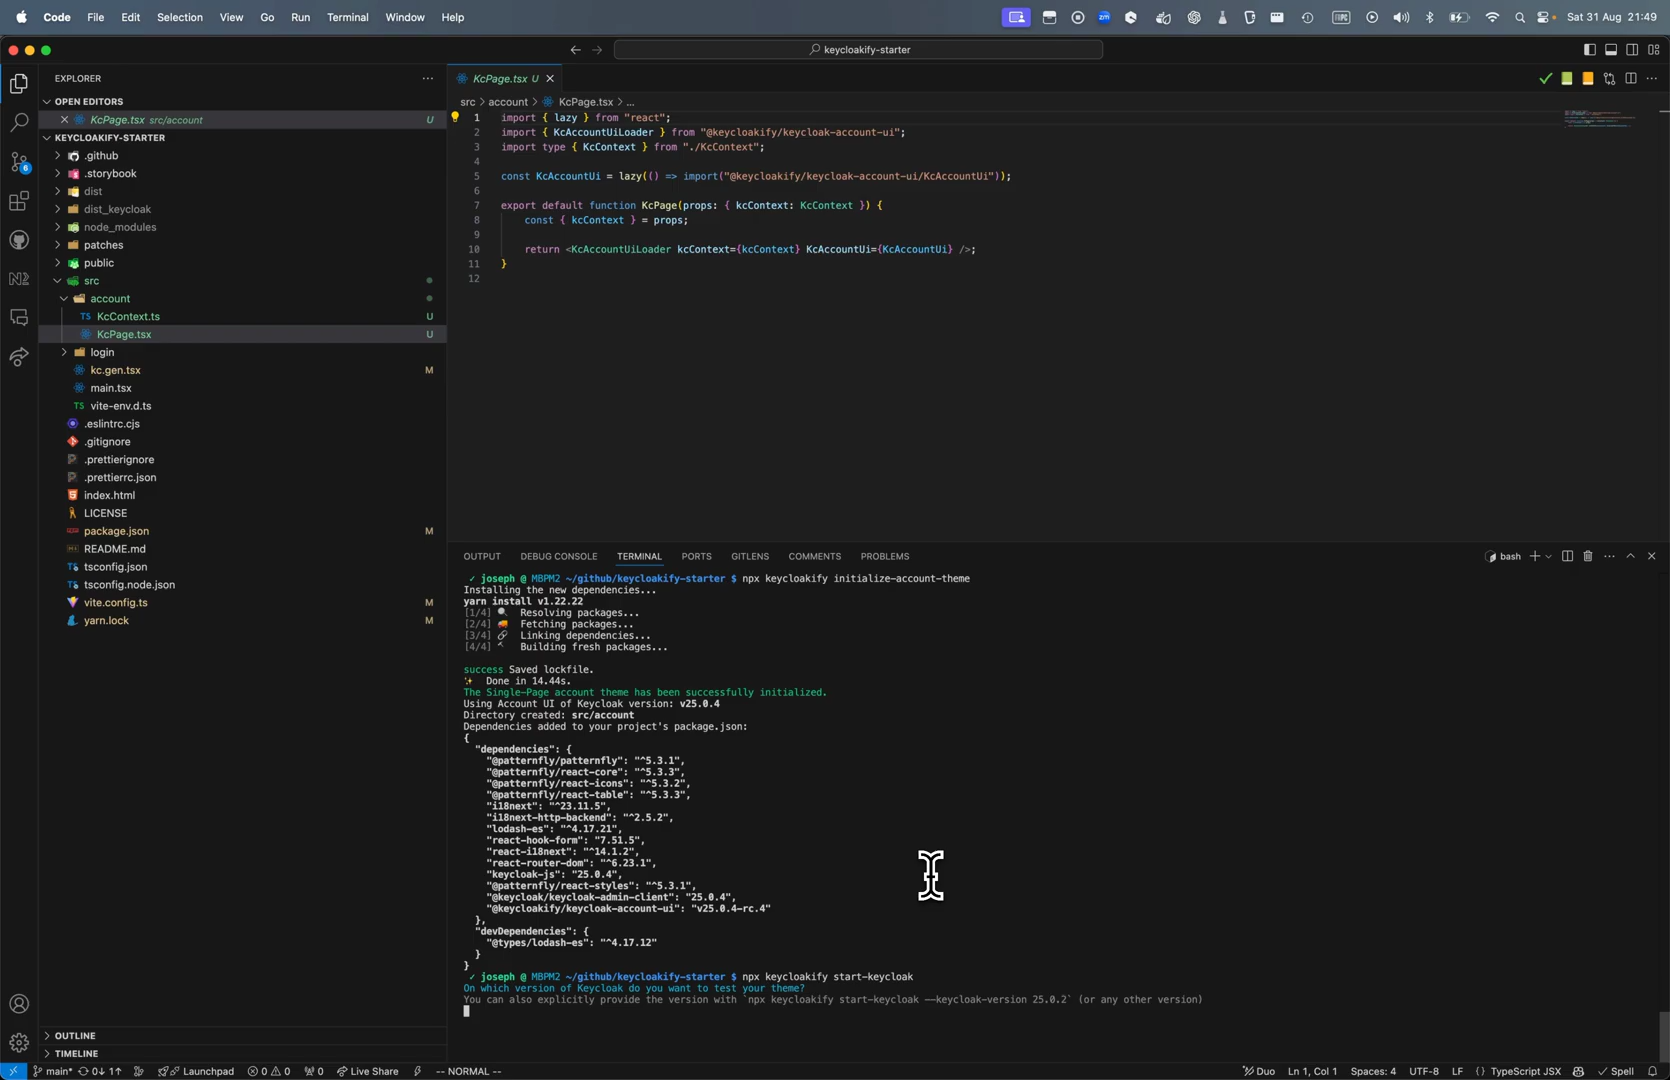 Code File Edit Selection View Go Run Terminal Window Help
Sat 31 Aug 21:49
keycloakify-starter
EXPLORER
OPEN EDITORS
KcPage.tsx src/account U
KEYCLOAKIFY-STARTER
.github
.storybook
dist
dist_keycloak
node_modules
patches
public
src
account
KcContext.ts U
KcPage.tsx U
login
kc.gen.tsx M
main.tsx
vite-env.d.ts
.eslintrc.cjs
.gitignore
.prettierignore
.prettierrc.json
index.html
LICENSE
package.json M
README.md
tsconfig.json
tsconfig.node.json
vite.config.ts M
yarn.lock M
OUTLINE
TIMELINE
6
KcPage.tsx U
src > account > KcPage.tsx > ...
1 import { lazy } from "react";
2 import { KcAccountUiLoader } from "@keycloakify/keycloak-account-ui";
3 import type { KcContext } from "./KcContext";
4
5 const KcAccountUi = lazy(() => import("@keycloakify/keycloak-account-ui/KcAccountUi"));
6
7 export default function KcPage(props: { kcContext: KcContext }) {
8 const { kcContext } = props;
9
10 return <KcAccountUiLoader kcContext={kcContext} KcAccountUi={KcAccountUi} />;
11 }
12
OUTPUT DEBUG CONSOLE TERMINAL PORTS GITLENS COMMENTS PROBLEMS
bash
✓ joseph @ MBPM2 ~/github/keycloakify-starter $ npx keycloakify initialize-account-theme
Installing the new dependencies...
yarn install v1.22.22
[1/4] 🔍 Resolving packages...
[2/4] 🚚 Fetching packages...
[3/4] 🔗 Linking dependencies...
[4/4] 🔨 Building fresh packages...
success Saved lockfile.
✨ Done in 14.44s.
The Single-Page account theme has been successfully initialized.
Using Account UI of Keycloak version: v25.0.4
Directory created: src/account
Dependencies added to your project's package.json:
{
"dependencies": {
"@patternfly/patternfly": "^5.3.1",
"@patternfly/react-core": "^5.3.3",
"@patternfly/react-icons": "^5.3.2",
"@patternfly/react-table": "^5.3.3",
"i18next": "^23.11.5",
"i18next-http-backend": "^2.5.2",
"lodash-es": "^4.17.21",
"react-hook-form": "7.51.5",
"react-i18next": "^14.1.2",
"react-router-dom": "^6.23.1",
"keycloak-js": "25.0.4",
"@patternfly/react-styles": "^5.3.1",
"@keycloak/keycloak-admin-client": "25.0.4",
"@keycloakify/keycloak-account-ui": "v25.0.4-rc.4"
},
"devDependencies": {
"@types/lodash-es": "^4.17.12"
}
}
✓ joseph @ MBPM2 ~/github/keycloakify-starter $ npx keycloakify start-keycloak
On which version of Keycloak do you want to test your theme?
You can also explicitly provide the version with `npx keycloakify start-keycloak --keycloak-version 25.0.2` (or any other version)
main* 0↓ 1↑ Launchpad 0 0 0 Live Share -- NORMAL -- Duo Ln 1, Col 1 Spaces: 4 UTF-8 LF { } TypeScript JSX Spell